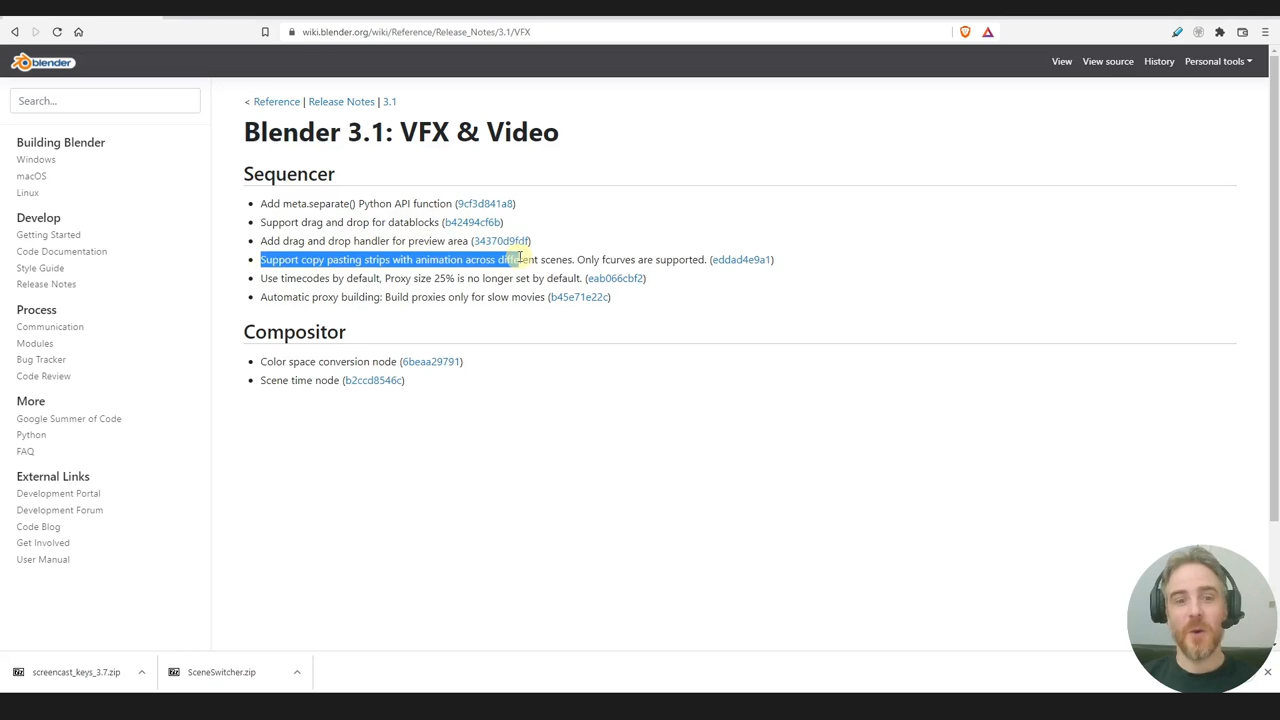 wiki.blender.org/wiki/Reference/Release_Notes/3.1/VFX
blender
View
View source
History
Personal tools
Search...
Building Blender
Windows
macOS
Linux
Develop
Getting Started
Code Documentation
Style Guide
Release Notes
Process
Communication
Modules
Bug Tracker
Code Review
More
Google Summer of Code
Python
FAQ
External Links
Development Portal
Development Forum
Code Blog
Get Involved
User Manual
< Reference | Release Notes | 3.1
Blender 3.1: VFX & Video
Sequencer
• Add meta.separate() Python API function (9cf3d841a8)
• Support drag and drop for datablocks (b42494cf6b)
• Add drag and drop handler for preview area (34370d9fdf)
• Support copy pasting strips with animation across different scenes. Only fcurves are supported. (eddad4e9a1)
• Use timecodes by default, Proxy size 25% is no longer set by default. (eab066cbf2)
• Automatic proxy building: Build proxies only for slow movies (b45e71e22c)
Compositor
• Color space conversion node (6beaa29791)
• Scene time node (b2ccd8546c)
screencast_keys_3.7.zip
SceneSwitcher.zip